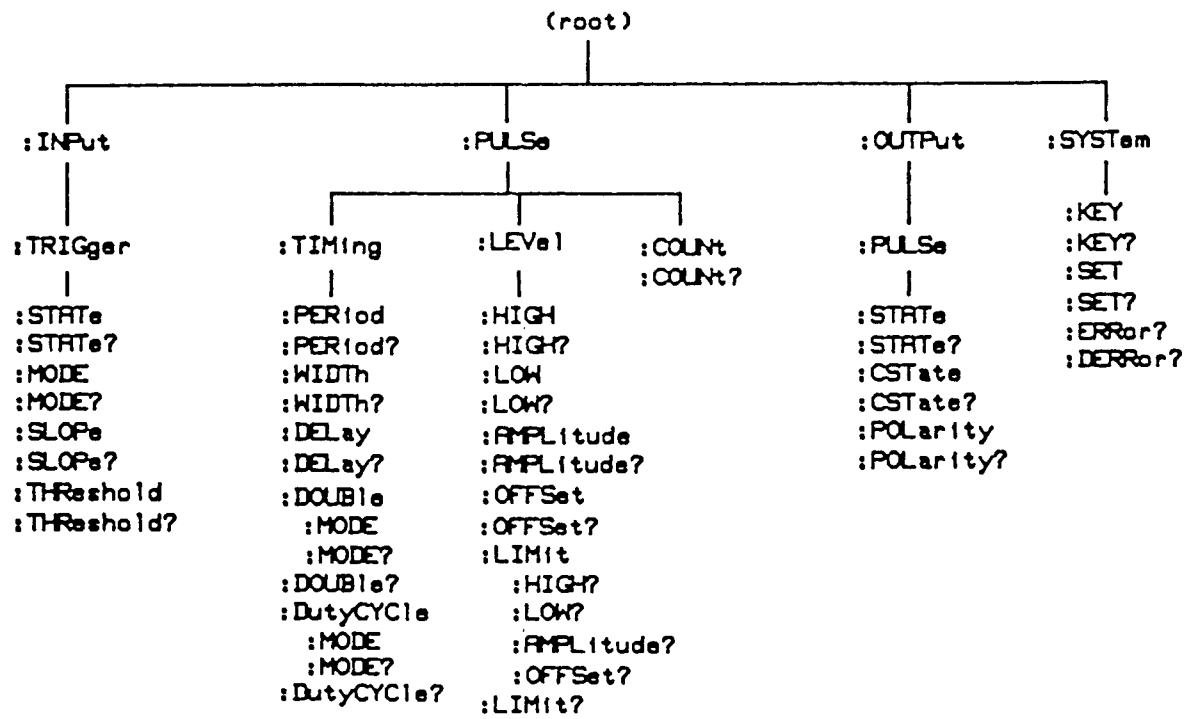 (root)
:INPut
:PULSe
:OUTPut
:SYSTem
:TRIGger
:STATe
:STATe?
:MODE
:MODE?
:SLOPe
:SLOPe?
:THReshold
:THReshold?
:TIMing
:PERiod
:PERiod?
:WIDTh
:WIDTh?
:DELay
:DELay?
:DOUBle
:MODE
:MODE?
:DOUBle?
:DutyCYCle
:MODE
:MODE?
:DutyCYCle?
:LEVel
:HIGH
:HIGH?
:LOW
:LOW?
:AMPLitude
:AMPLitude?
:OFFSet
:OFFSet?
:LIMit
:HIGH?
:LOW?
:AMPLitude?
:OFFSet?
:LIMit?
:COUNt
:COUNt?
:PULSe
:STATe
:STATe?
:CSTate
:CSTate?
:POLarity
:POLarity?
:KEY
:KEY?
:SET
:SET?
:ERRor?
:DERRor?